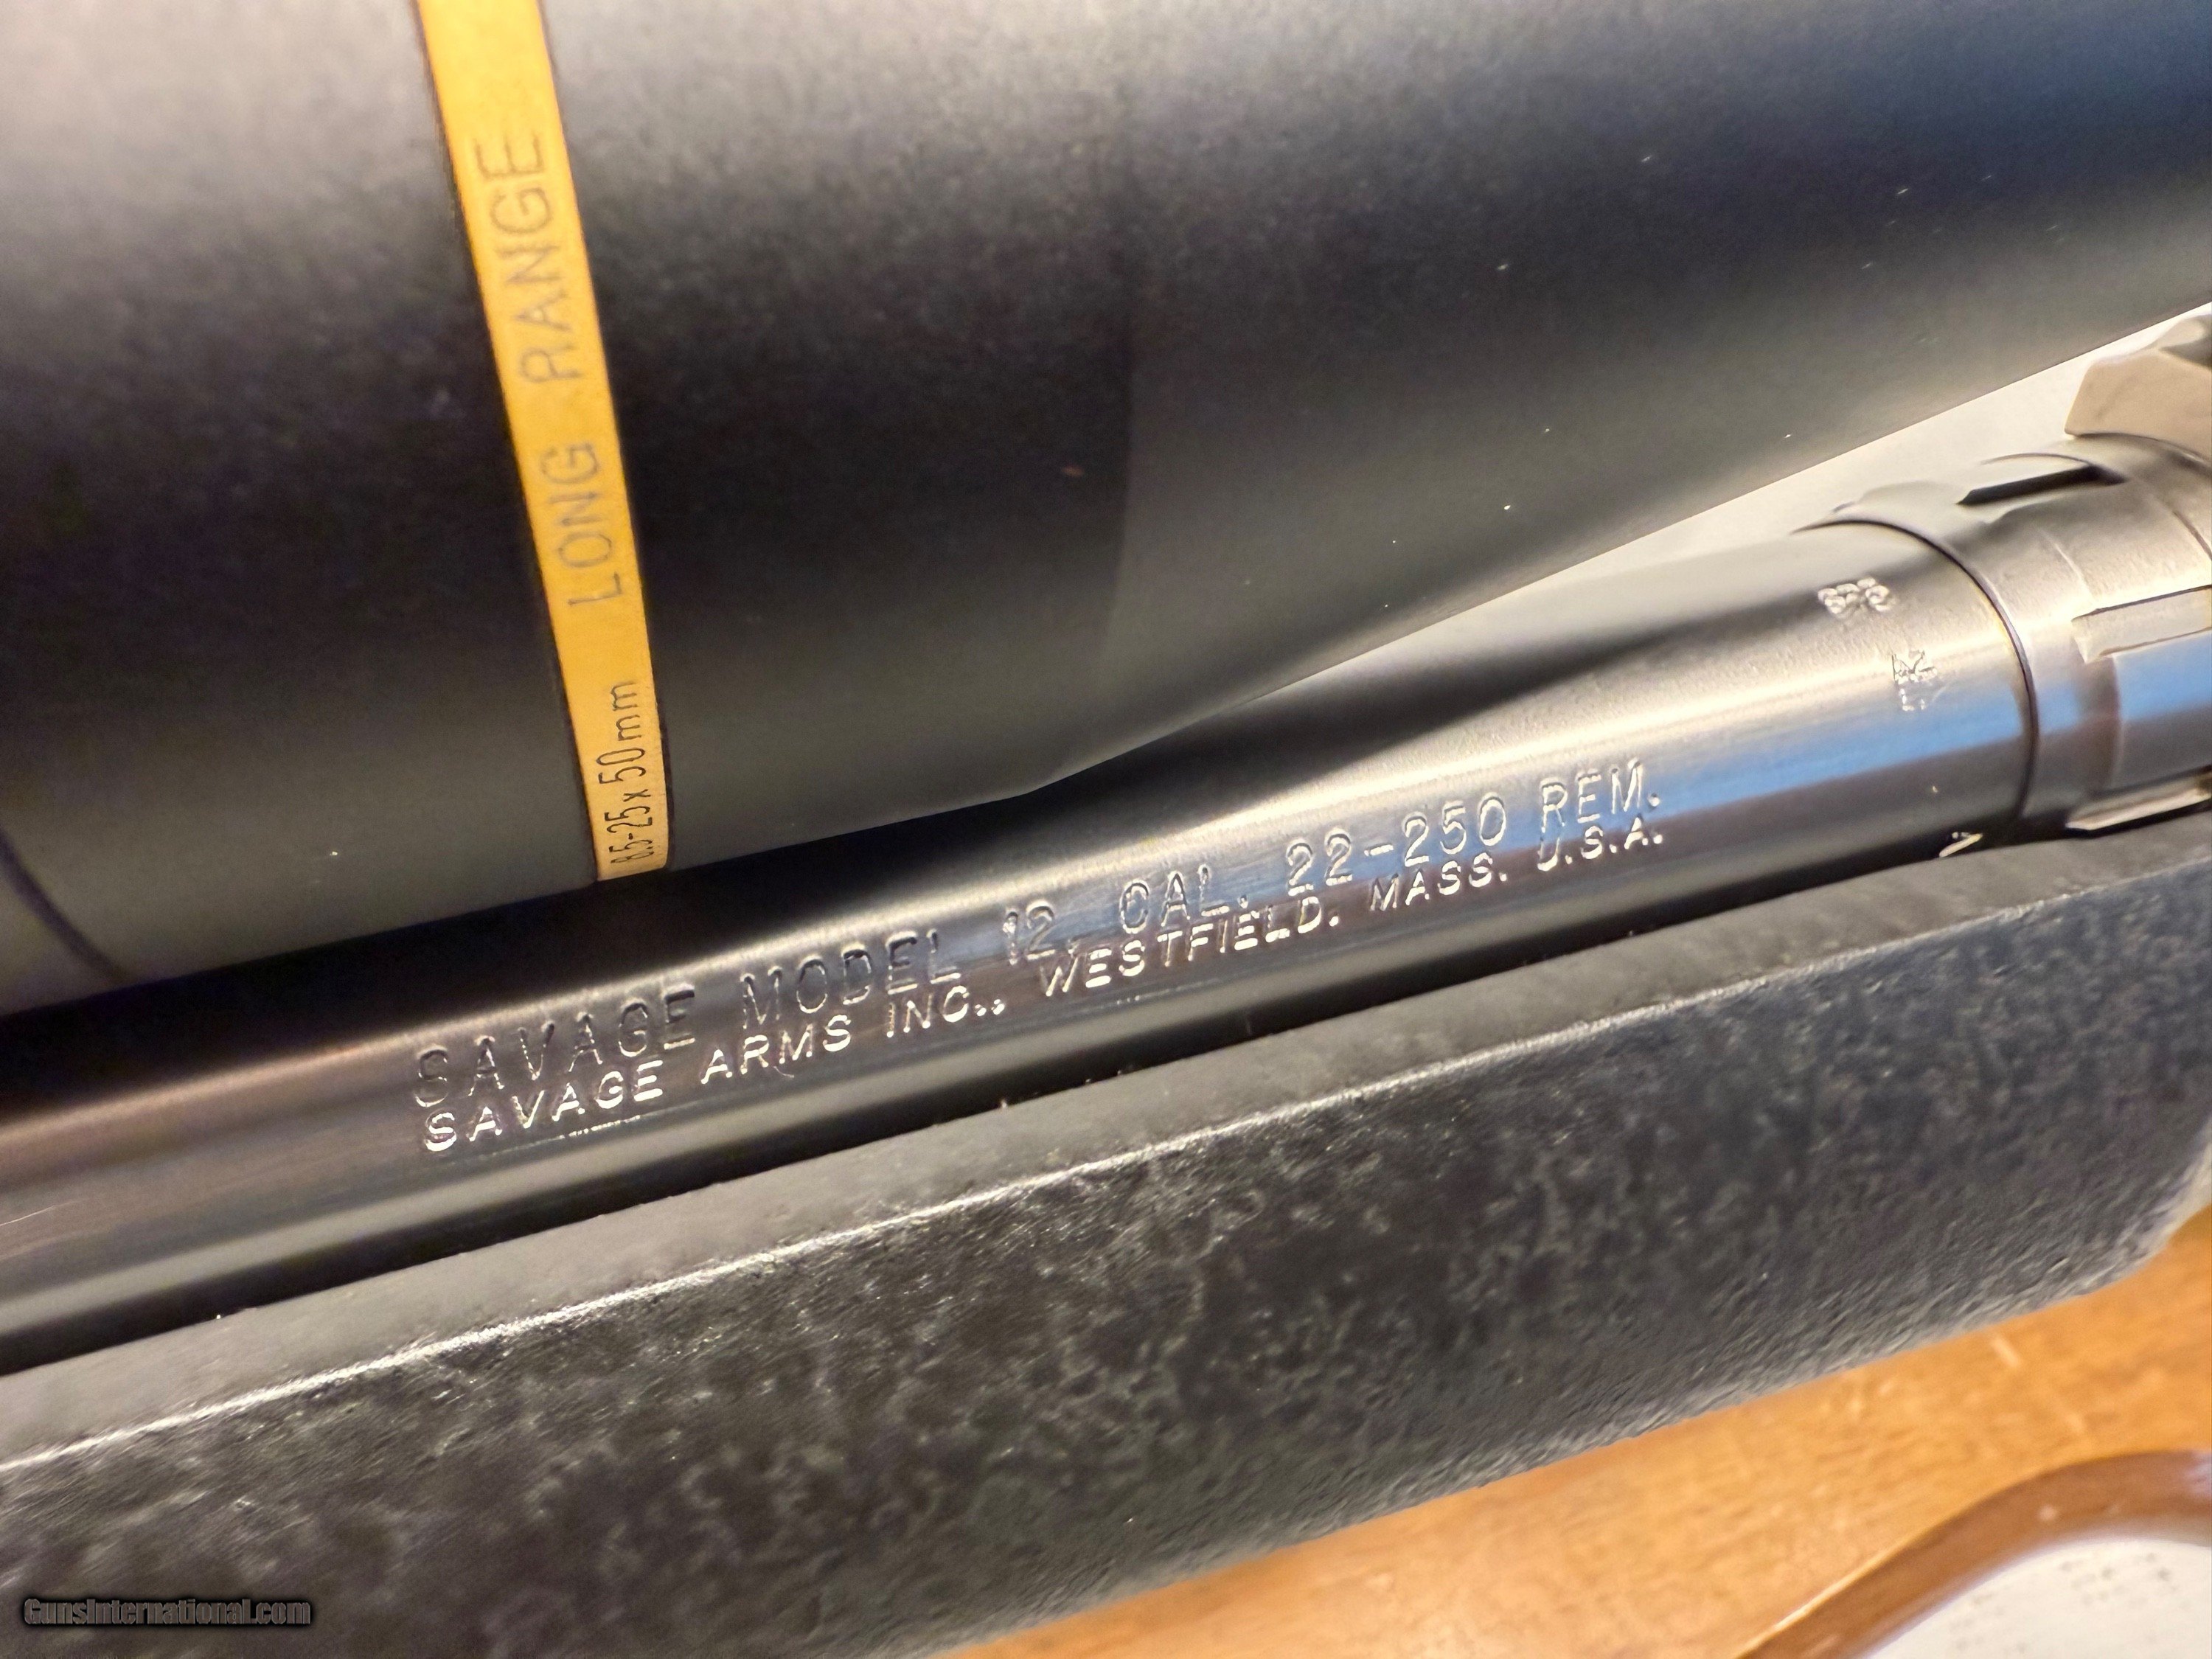 LONG RANGE
8.5-25x50mm
SAVAGE MODEL 12, CAL. 22-250 REM.
SAVAGE ARMS INC., WESTFIELD, MASS. U.S.A.
GunsInternational.com